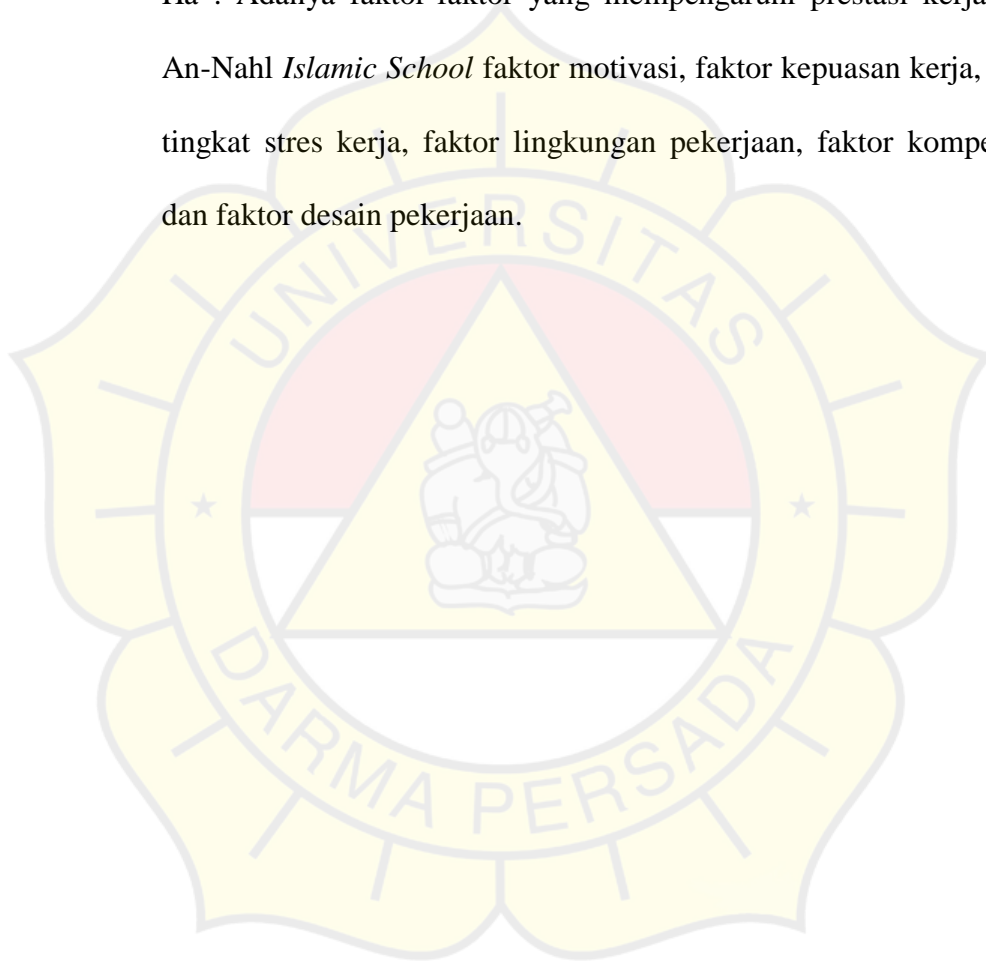 Ha : Adanya faktor-faktor yang mempengaruhi prestasi kerja
An-Nahl Islamic School faktor motivasi, faktor kepuasan kerja,
tingkat stres kerja, faktor lingkungan pekerjaan, faktor kompe
dan faktor desain pekerjaan.
UNIVERSITAS
DARMA PERSADA